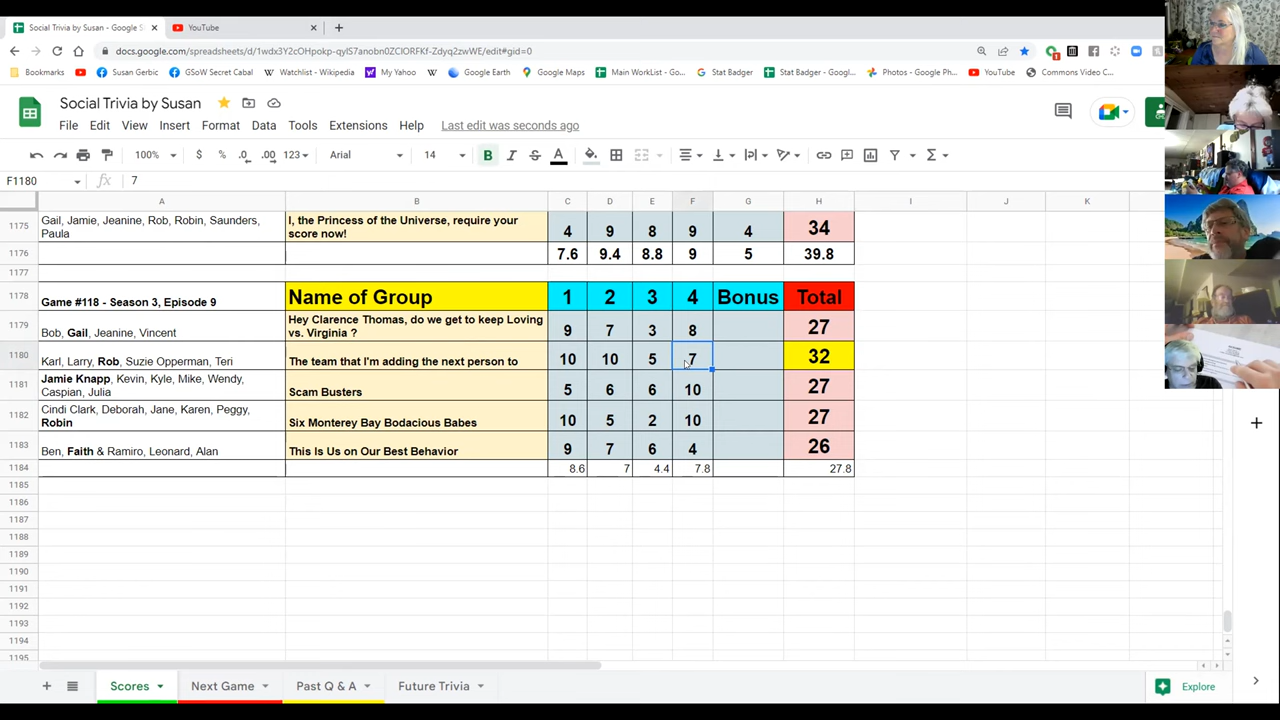 Social Trivia by Susan - Google S
YouTube
docs.google.com/spreadsheets/d/1wdx3Y2cOHpokp-qyIS7anobn0ZCIORFKf-Zdyq2zwWE/edit#gid=0
Bookmarks
Susan Gerbic
GSoW Secret Cabal
Watchlist - Wikipedia
My Yahoo
Google Earth
Photos - Google...
Main WorkList - Go...
Stat Badger
Stat Badger - Googl...
Photos - Google Ph...
YouTube
Commons Video C...
Social Trivia by Susan
File Edit View Insert Format Data Tools Extensions Help Last edit was seconds ago
100% $ % .0 .00 123 Arial 14 B I S A
F1180 fx 7
A B C D E F G H I J K
1175 Gail, Jamie, Jeanine, Rob, Robin, Saunders, Paula I, the Princess of the Universe, require your score now! 4 9 8 9 4 34
1176 7.6 9.4 8.8 9 5 39.8
1177
1178 Game #118 - Season 3, Episode 9 Name of Group 1 2 3 4 Bonus Total
1179 Bob, Gail, Jeanine, Vincent Hey Clarence Thomas, do we get to keep Loving vs. Virginia ? 9 7 3 8 27
1180 Karl, Larry, Rob, Suzie Opperman, Teri The team that I'm adding the next person to 10 10 5 7 32
1181 Jamie Knapp, Kevin, Kyle, Mike, Wendy, Caspian, Julia Scam Busters 5 6 6 10 27
1182 Cindi Clark, Deborah, Jane, Karen, Peggy, Robin Six Monterey Bay Bodacious Babes 10 5 2 10 27
1183 Ben, Faith & Ramiro, Leonard, Alan This Is Us on Our Best Behavior 9 7 6 4 26
1184 8.6 7 4.4 7.8 27.8
1185
1186
1187
1188
1189
1190
1191
1192
1193
1194
1195
Scores Next Game Past Q & A Future Trivia Explore